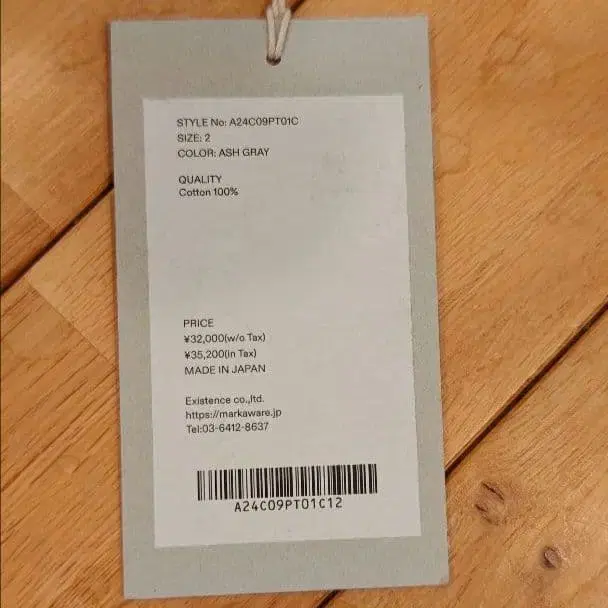 STYLE No: A24C09PT01C
SIZE: 2
COLOR: ASH GRAY
QUALITY
Cotton 100%
PRICE
¥32,000(w/o Tax)
¥35,200(in Tax)
MADE IN JAPAN
Existence co.,ltd.
https://markaware.jp
Tel:03-6412-8637
A24C09PT01C12